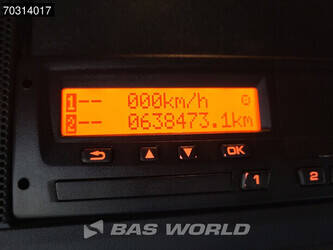 70314017
1-- 000km/h
2-- 0638473.1km
OK
1 2
BAS WORLD